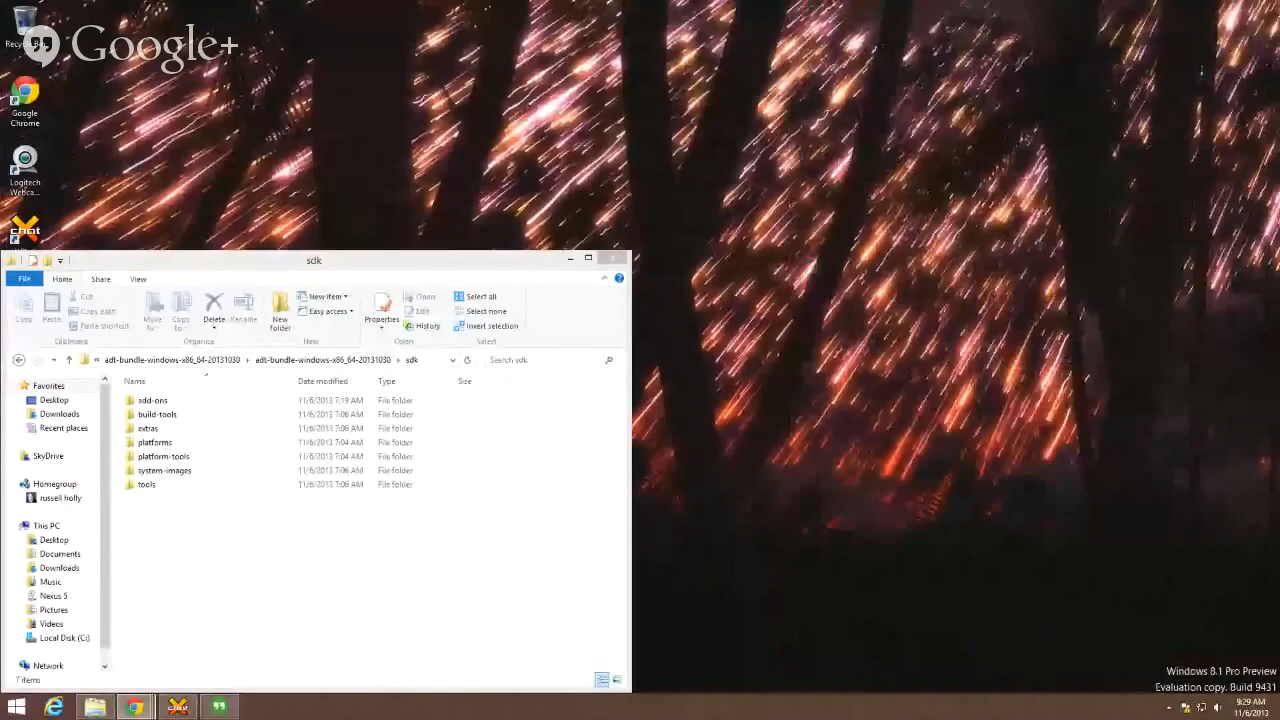 Google+
Google
Chrome
Logitech
Webca...
sdk
File
Home
Share
View
Cut
Copy path
Paste shortcut
Copy
Paste
Clipboard
Move
to
Copy
to
Delete
Rename
Organize
New
folder
New item
Easy access
New
Properties
Open
Edit
History
Open
Select all
Select none
Invert selection
Select
« adt-bundle-windows-x86_64-20131030 › adt-bundle-windows-x86_64-20131030 › sdk
Search sdk
Favorites
Desktop
Downloads
Recent places
SkyDrive
Homegroup
russell holly
This PC
Desktop
Documents
Downloads
Music
Nexus 5
Pictures
Videos
Local Disk (C:)
Network
Name Date modified Type Size
add-ons 11/6/2013 7:19 AM File folder
build-tools 11/6/2013 7:06 AM File folder
extras 11/6/2013 7:06 AM File folder
platforms 11/6/2013 7:04 AM File folder
platform-tools 11/6/2013 7:04 AM File folder
system-images 11/6/2013 7:06 AM File folder
tools 11/6/2013 7:06 AM File folder
7 items
Windows 8.1 Pro Preview
Evaluation copy. Build 9431
9:29 AM
11/6/2013